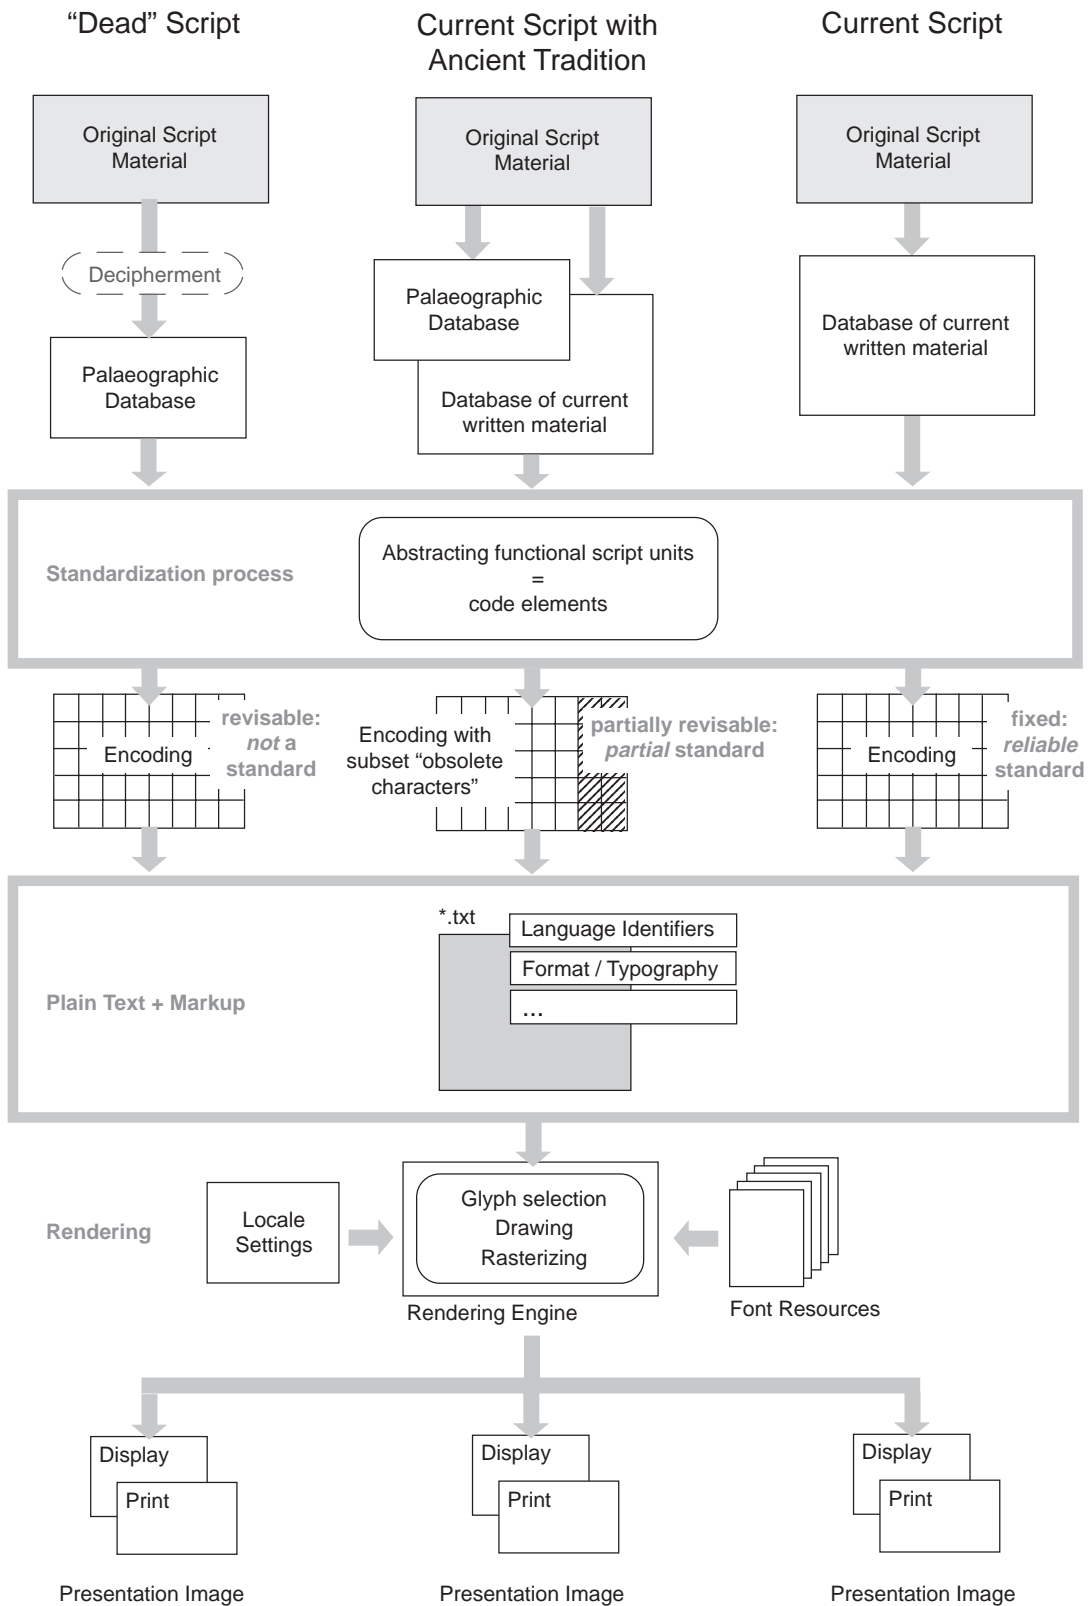 “Dead” Script
Current Script with
Ancient Tradition
Current Script
Original Script
Material
Original Script
Material
Original Script
Material
Decipherment
Palaeographic
Database
Palaeographic
Database
Database of current
written material
Database of current
written material
Standardization process
Abstracting functional script units
=
code elements
Encoding
revisable:
not a
standard
Encoding with
subset “obsolete
characters”
partially revisable:
partial standard
Encoding
fixed:
reliable
standard
Plain Text + Markup
*.txt
Language Identifiers
Format / Typography
...
Rendering
Locale
Settings
Glyph selection
Drawing
Rasterizing
Rendering Engine
Font Resources
Display
Print
Display
Print
Display
Print
Presentation Image
Presentation Image
Presentation Image